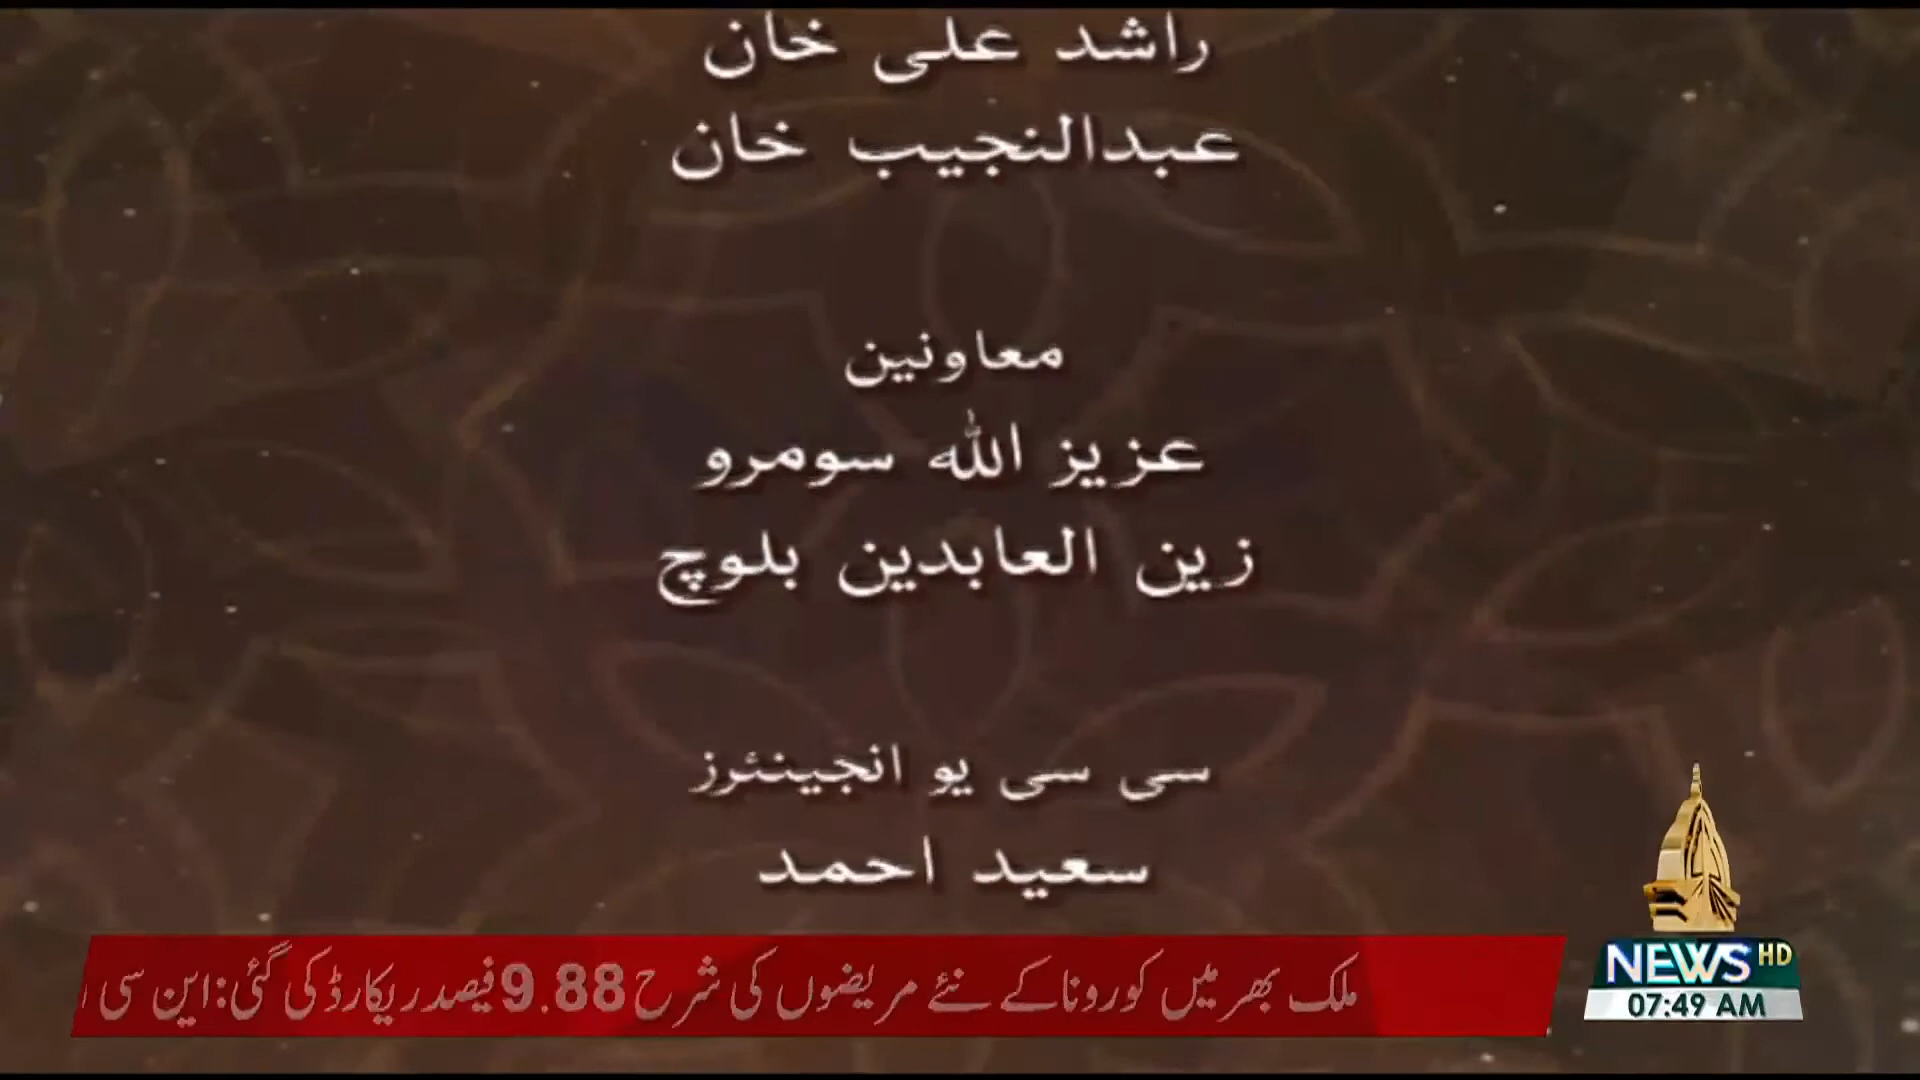 راشد علی خان
عبدالنجیب خان
معاونین
عزیز اللہ سومرو
زین العابدین بلوچ
سی سی یو انجینئرز
سعید احمد
ملک بھر میں کورونا کے نئے مریضوں کی شرح 9.88 فیصد ریکارڈ کی گئی: این سی ا
NEWS HD
07:49 AM